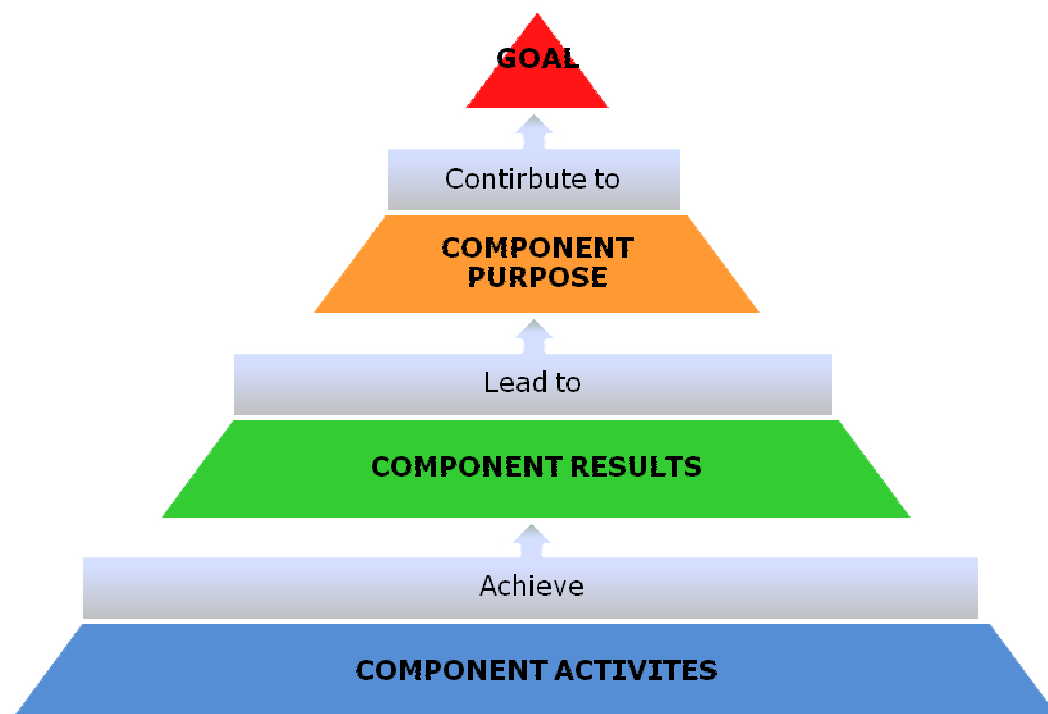 GOAL
Contirbute to
COMPONENT
PURPOSE
Lead to
COMPONENT RESULTS
Achieve
COMPONENT ACTIVITES